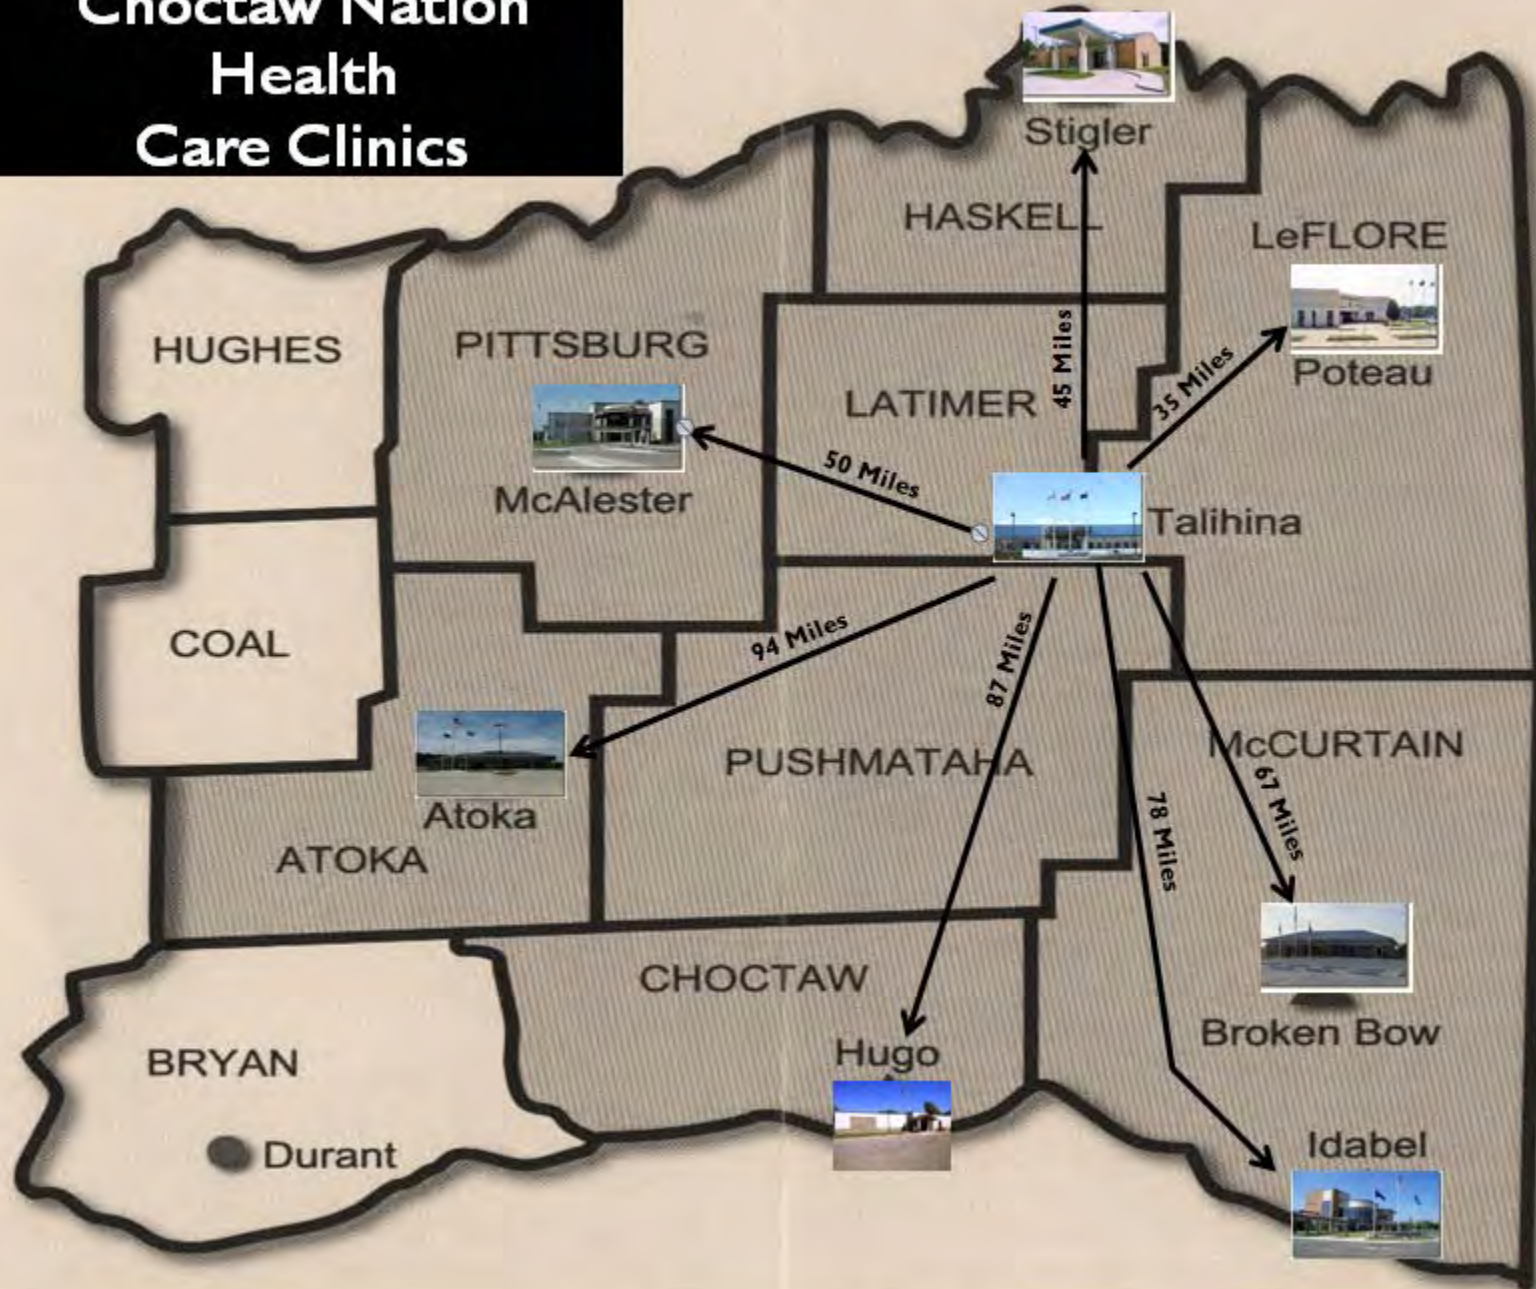 Choctaw Nation
Health
Care Clinics
Stigler
HASKELL
LeFLORE
HUGHES
PITTSBURG
45 Miles
35 Miles
Poteau
LATIMER
50 Miles
McAlester
Talihina
COAL
94 Miles
87 Miles
PUSHMATAHA
McCURTAIN
67 Miles
78 Miles
Atoka
ATOKA
CHOCTAW
Broken Bow
Hugo
BRYAN
Durant
Idabel